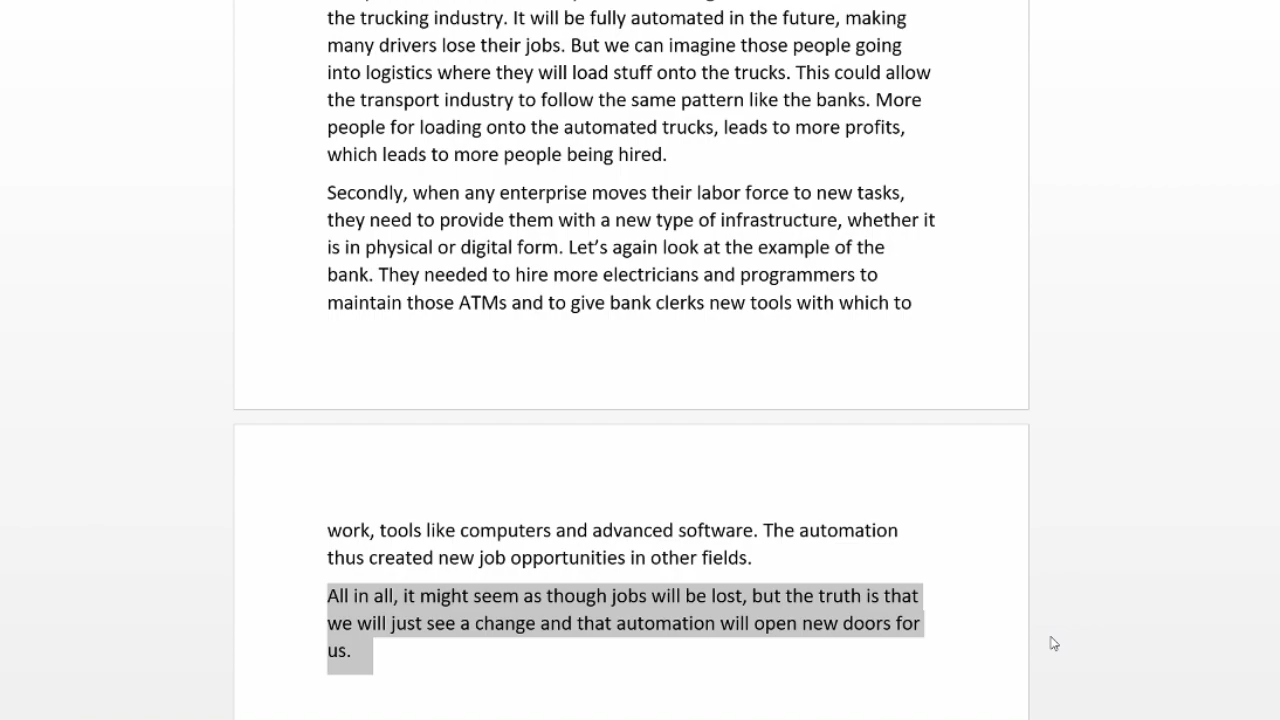 the trucking industry. It will be fully automated in the future, making
many drivers lose their jobs. But we can imagine those people going
into logistics where they will load stuff onto the trucks. This could allow
the transport industry to follow the same pattern like the banks. More
people for loading onto the automated trucks, leads to more profits,
which leads to more people being hired.
Secondly, when any enterprise moves their labor force to new tasks,
they need to provide them with a new type of infrastructure, whether it
is in physical or digital form. Let’s again look at the example of the
bank. They needed to hire more electricians and programmers to
maintain those ATMs and to give bank clerks new tools with which to
work, tools like computers and advanced software. The automation
thus created new job opportunities in other fields.
All in all, it might seem as though jobs will be lost, but the truth is that
we will just see a change and that automation will open new doors for
us.